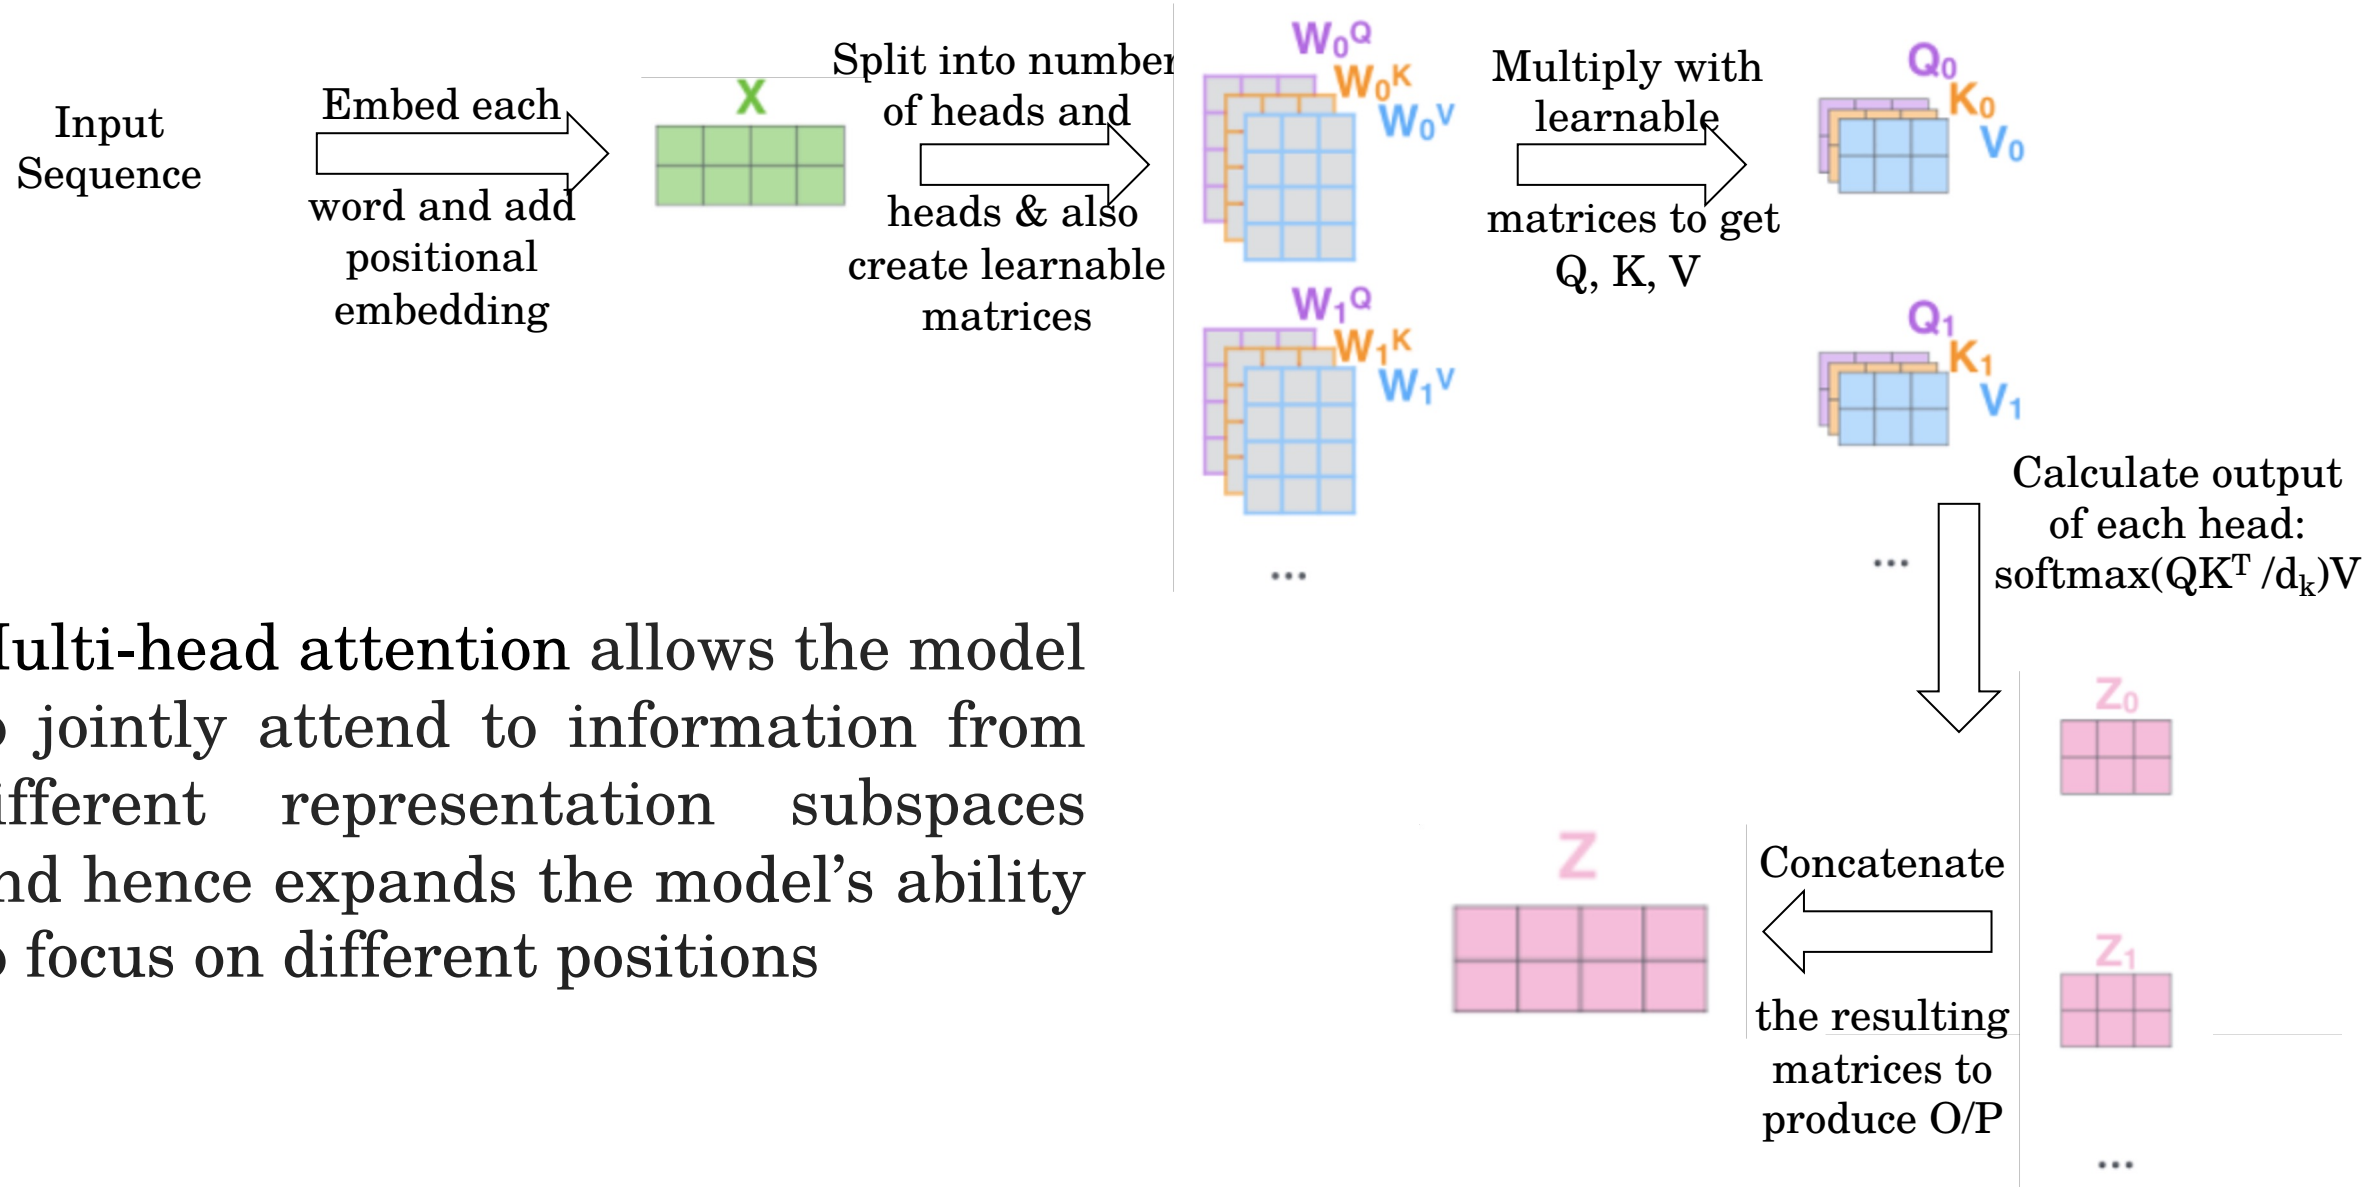 Input
Sequence
Embed each
word and add
positional
embedding
X
Split into number
of heads and
heads & also
create learnable
matrices
W₀Q
W₀K
W₀V
W₁Q
W₁K
W₁V
...
Multiply with
learnable
matrices to get
Q, K, V
Q₀
K₀
V₀
Q₁
K₁
V₁
...
Calculate output
of each head:
softmax(QKᵀ /dₖ)V
Z₀
Z₁
...
Concatenate
the resulting
matrices to
produce O/P
Z
ulti-head attention allows the model
o jointly attend to information from
ifferent representation subspaces
nd hence expands the model’s ability
o focus on different positions